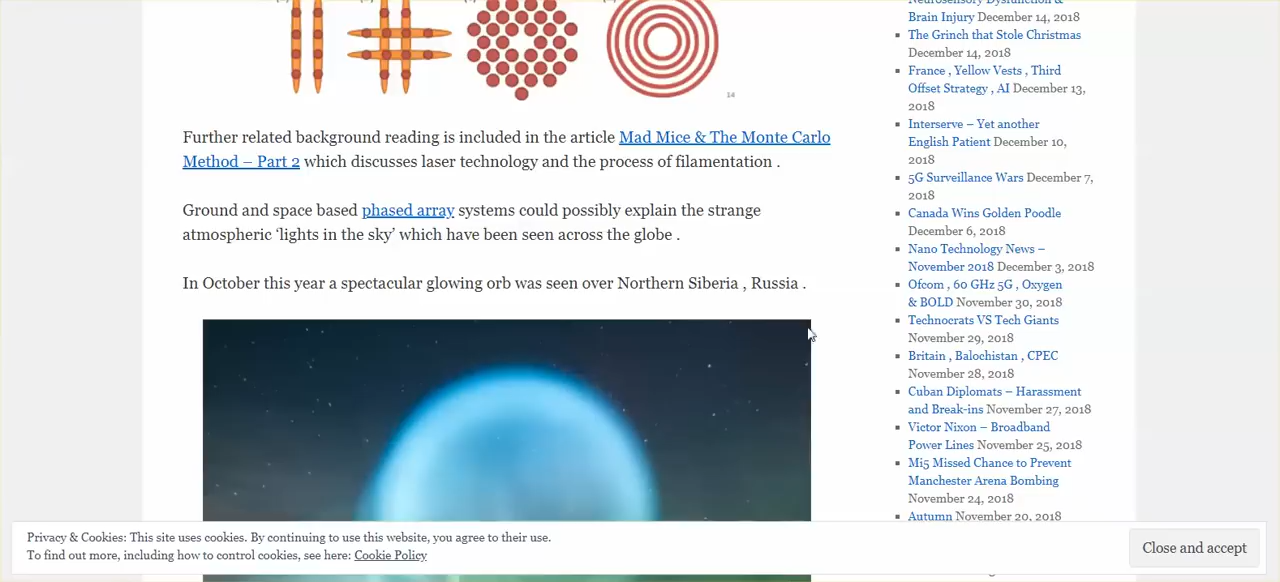 14
Further related background reading is included in the article Mad Mice & The Monte Carlo
Method – Part 2 which discusses laser technology and the process of filamentation .
Ground and space based phased array systems could possibly explain the strange
atmospheric ‘lights in the sky’ which have been seen across the globe .
In October this year a spectacular glowing orb was seen over Northern Siberia , Russia .
Neurosensory Dysfunction &
Brain Injury December 14, 2018
The Grinch that Stole Christmas
December 14, 2018
France , Yellow Vests , Third
Offset Strategy , AI December 13,
2018
Interserve – Yet another
English Patient December 10,
2018
5G Surveillance Wars December 7,
2018
Canada Wins Golden Poodle
December 6, 2018
Nano Technology News –
November 2018 December 3, 2018
Ofcom , 60 GHz 5G , Oxygen
& BOLD November 30, 2018
Technocrats VS Tech Giants
November 29, 2018
Britain , Balochistan , CPEC
November 28, 2018
Cuban Diplomats – Harassment
and Break-ins November 27, 2018
Victor Nixon – Broadband
Power Lines November 25, 2018
Mi5 Missed Chance to Prevent
Manchester Arena Bombing
November 24, 2018
Autumn November 20, 2018
Privacy & Cookies: This site uses cookies. By continuing to use this website, you agree to their use.
To find out more, including how to control cookies, see here: Cookie Policy
Close and accept